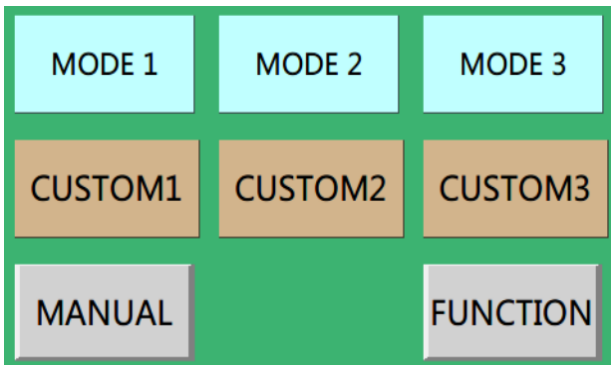 MODE 1 MODE 2 MODE 3
CUSTOM1 CUSTOM2 CUSTOM3
MANUAL FUNCTION